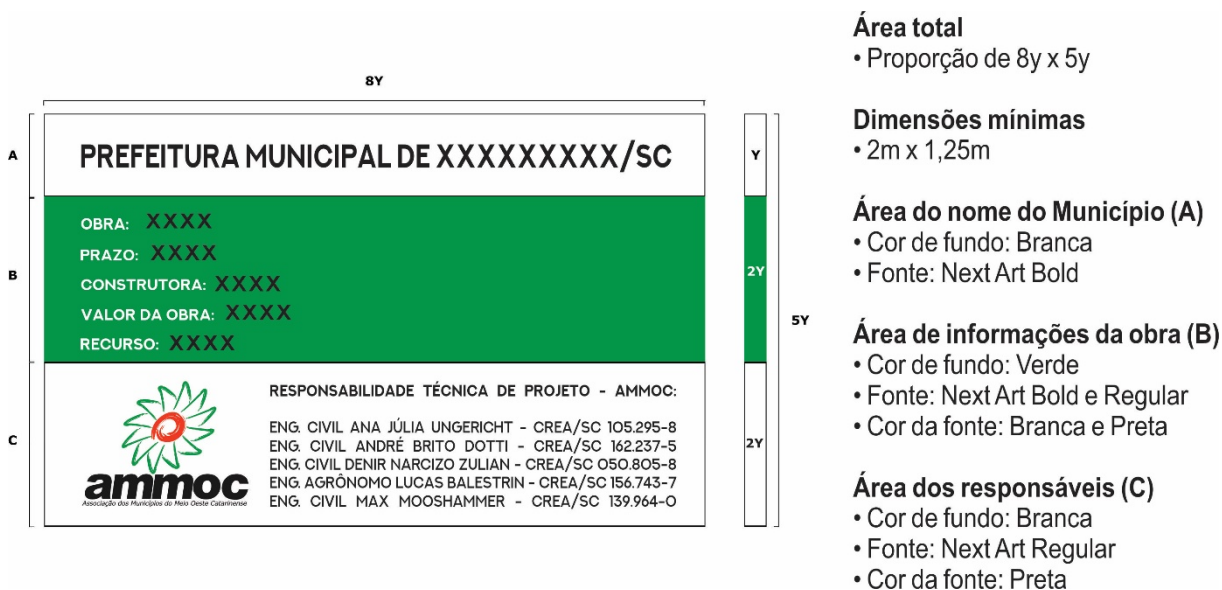 8Y
A
PREFEITURA MUNICIPAL DE XXXXXXXXX/SC
Y
B
OBRA: XXXX
PRAZO: XXXX
CONSTRUTORA: XXXX
VALOR DA OBRA: XXXX
RECURSO: XXXX
2Y
5Y
C
ammoc
Associação dos Municípios do Meio Oeste Catarinense
RESPONSABILIDADE TÉCNICA DE PROJETO - AMMOC:
ENG. CIVIL ANA JÚLIA UNGERICHT - CREA/SC 105.295-8
ENG. CIVIL ANDRÉ BRITO DOTTI - CREA/SC 162.237-5
ENG. CIVIL DENIR NARCIZO ZULIAN - CREA/SC 050.805-8
ENG. AGRÔNOMO LUCAS BALESTRIN - CREA/SC 156.743-7
ENG. CIVIL MAX MOOSHAMMER - CREA/SC 139.964-0
2Y
Área total
• Proporção de 8y x 5y
Dimensões mínimas
• 2m x 1,25m
Área do nome do Município (A)
• Cor de fundo: Branca
• Fonte: Next Art Bold
Área de informações da obra (B)
• Cor de fundo: Verde
• Fonte: Next Art Bold e Regular
• Cor da fonte: Branca e Preta
Área dos responsáveis (C)
• Cor de fundo: Branca
• Fonte: Next Art Regular
• Cor da fonte: Preta